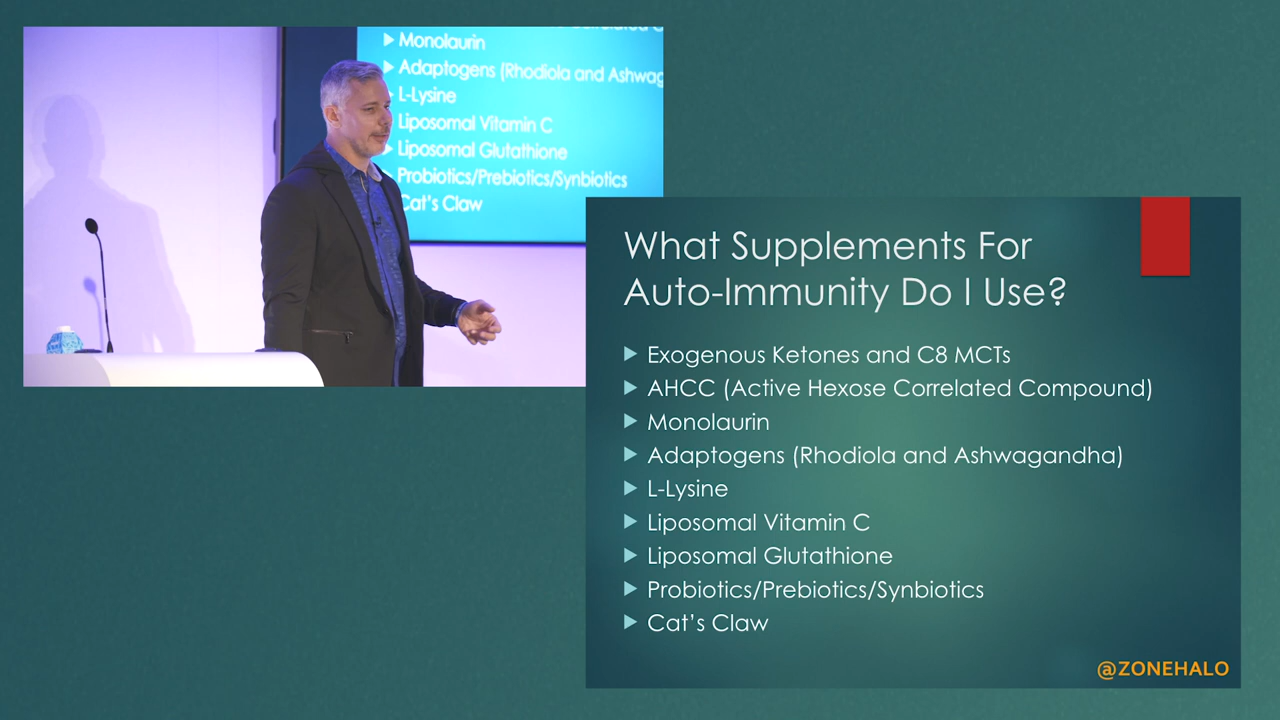 Monolaurin
Adaptogens (Rhodiola and Ashwag
L-Lysine
Liposomal Vitamin C
Liposomal Glutathione
Probiotics/Prebiotics/Synbiotics
Cat's Claw
What Supplements For
Auto-Immunity Do I Use?
Exogenous Ketones and C8 MCTs
AHCC (Active Hexose Correlated Compound)
Monolaurin
Adaptogens (Rhodiola and Ashwagandha)
L-Lysine
Liposomal Vitamin C
Liposomal Glutathione
Probiotics/Prebiotics/Synbiotics
Cat's Claw
@ZONEHALO